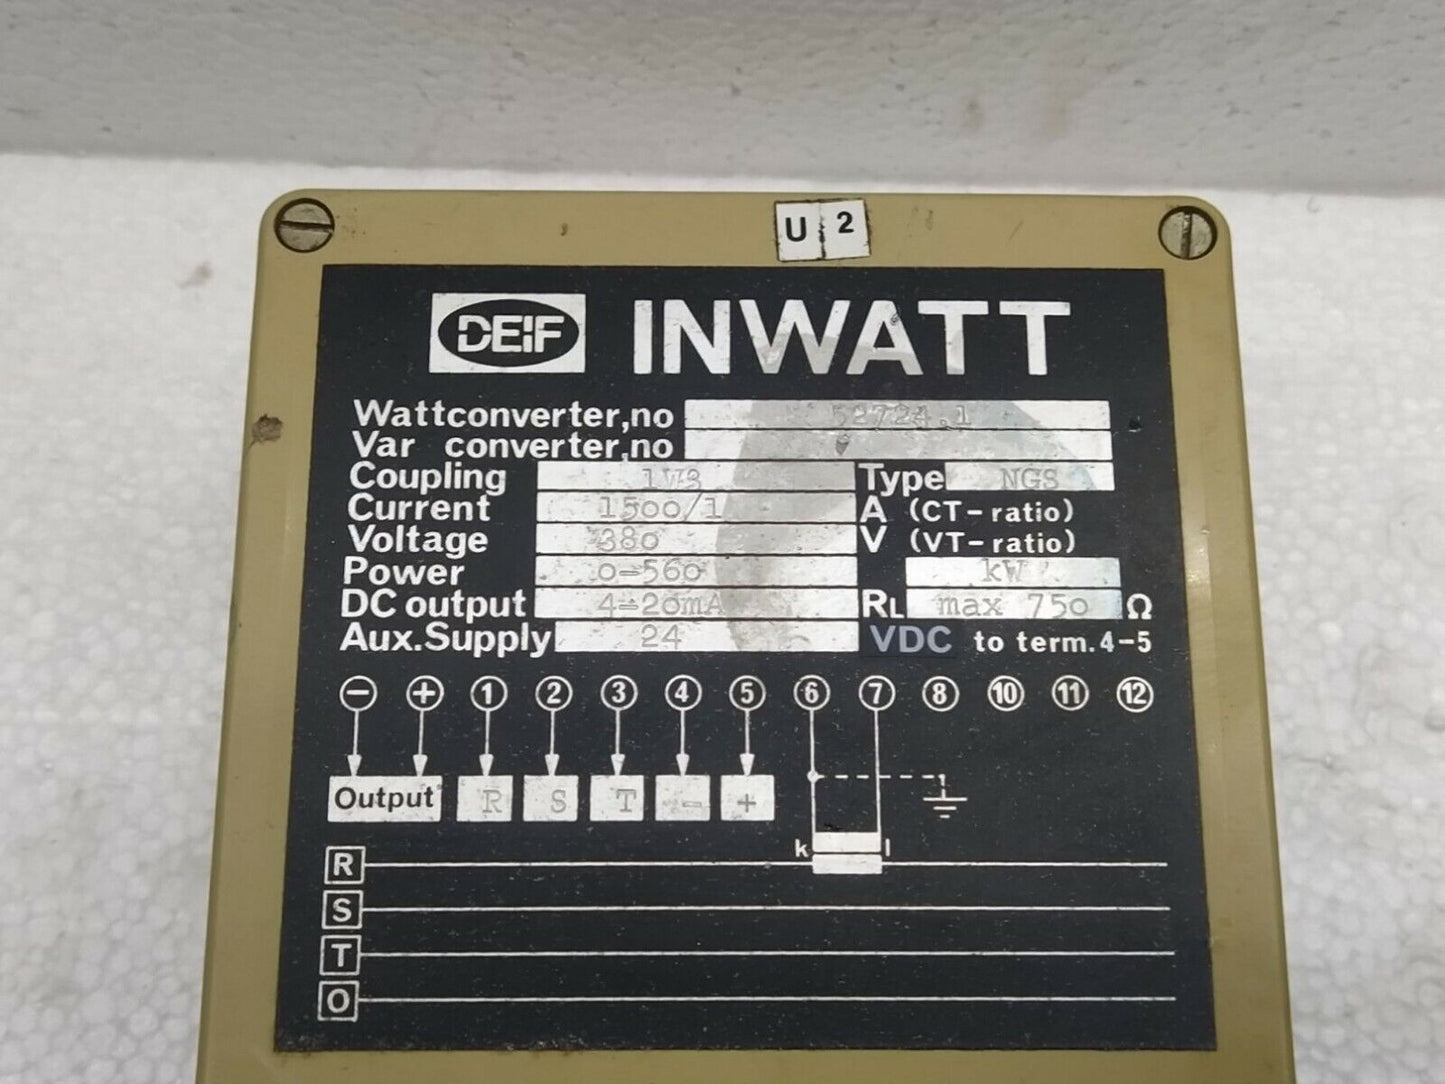 U 2
DEIF INWATT
Wattconverter,no 52724.1
Var converter,no
Coupling 1W3 Type NGS
Current 1500/1 A (CT-ratio)
Voltage 380 V (VT-ratio)
Power 0-560 kW
DC output 4-20mA RL max 750 Ω
Aux.Supply 24 VDC to term.4-5
− + 1 2 3 4 5 6 7 8 10 11 12
Output R S T - +
k l
R
S
T
O